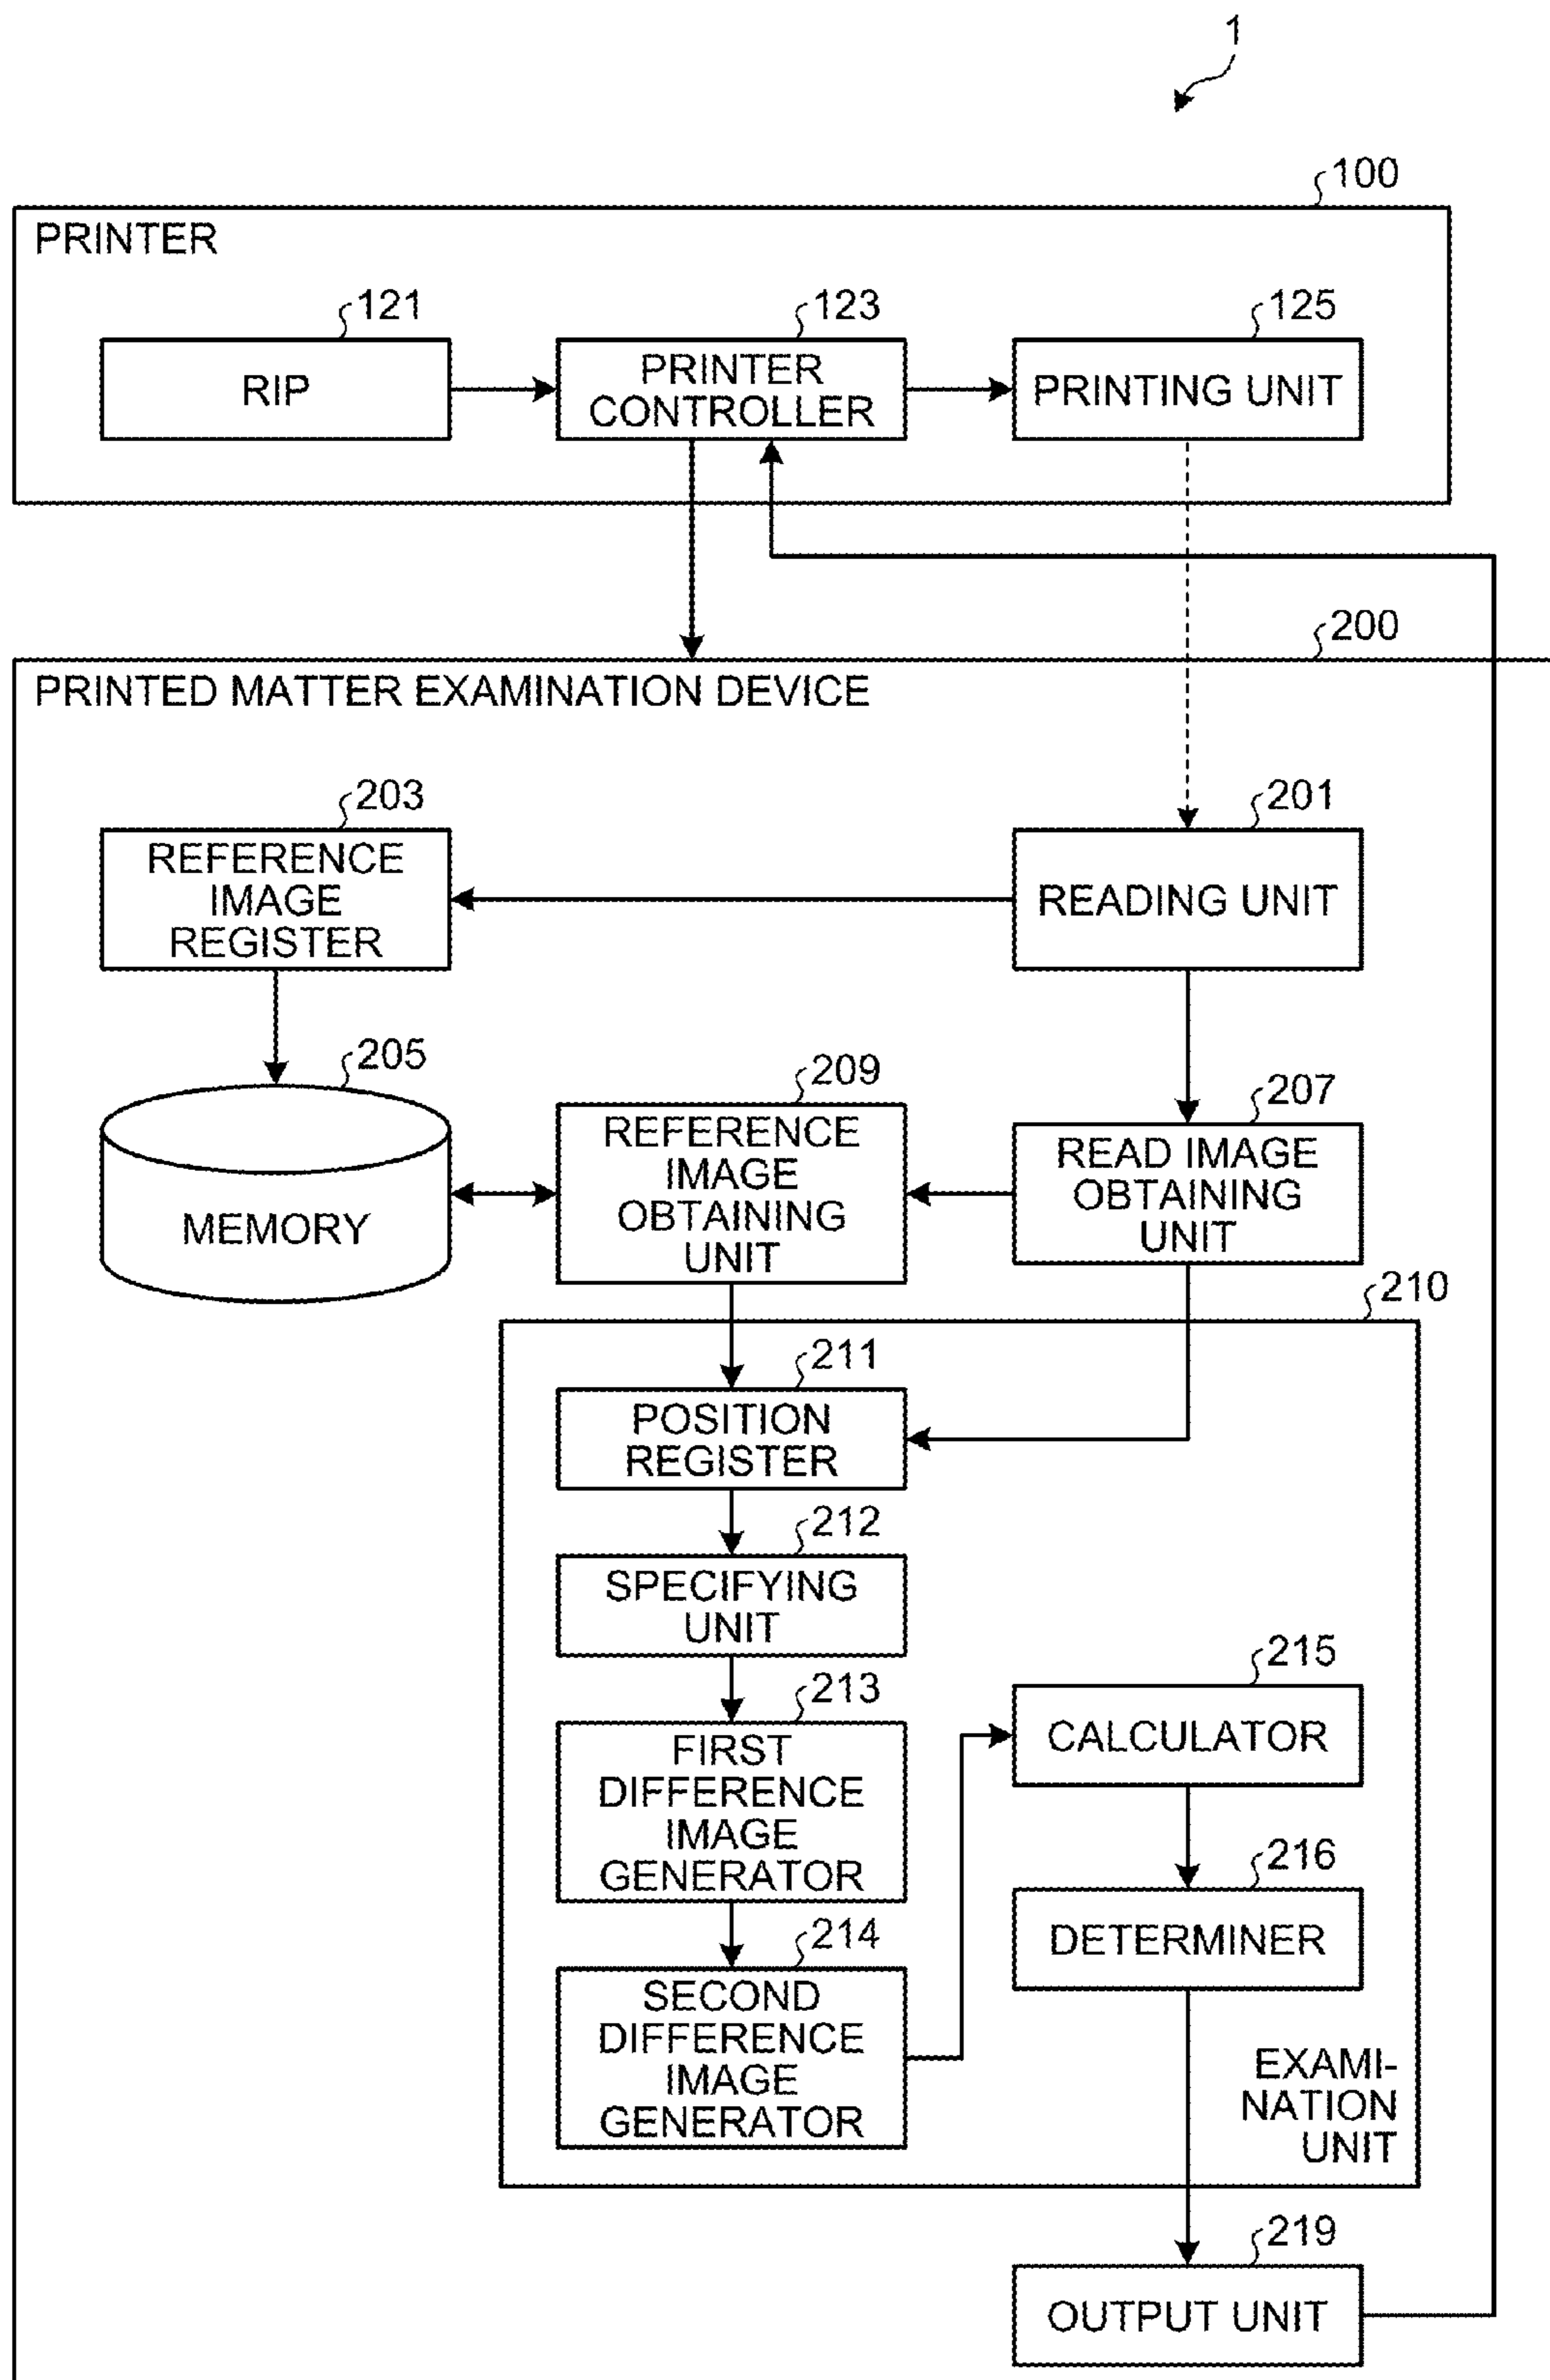 1
100
PRINTER
121
123
125
RIP
PRINTER
CONTROLLER
PRINTING UNIT
200
PRINTED MATTER EXAMINATION DEVICE
203
201
REFERENCE
IMAGE
REGISTER
READING UNIT
205
209
207
MEMORY
REFERENCE
IMAGE
OBTAINING
UNIT
READ IMAGE
OBTAINING
UNIT
210
211
POSITION
REGISTER
212
SPECIFYING
UNIT
213
FIRST
DIFFERENCE
IMAGE
GENERATOR
214
SECOND
DIFFERENCE
IMAGE
GENERATOR
215
CALCULATOR
216
DETERMINER
EXAMI-
NATION
UNIT
219
OUTPUT UNIT